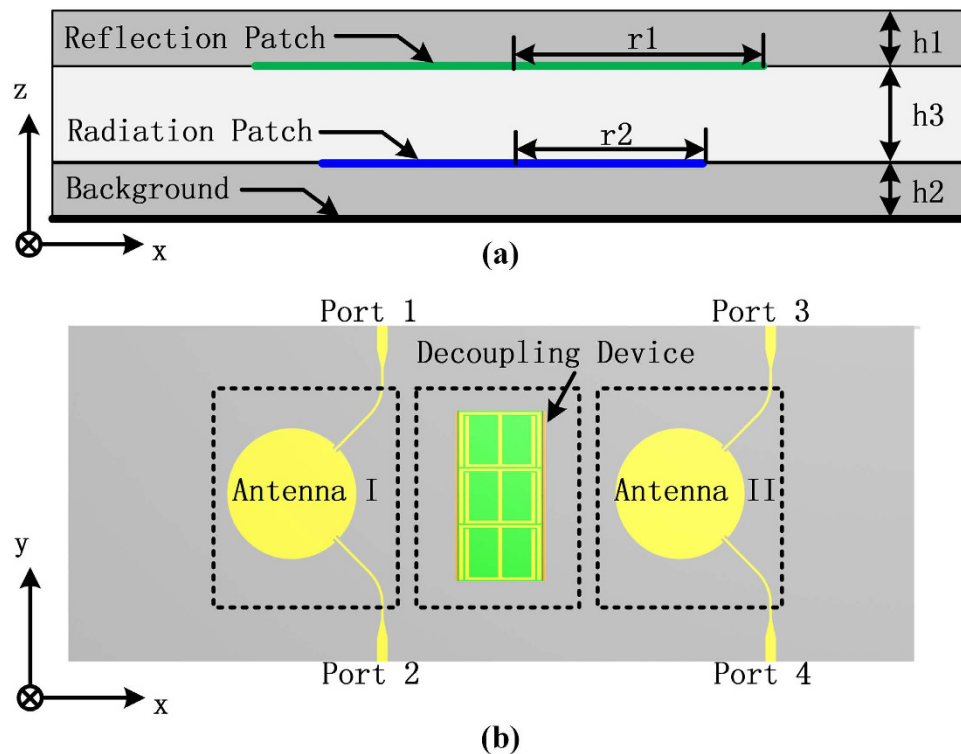 Reflection Patch
r1
h1
z
h3
Radiation Patch
r2
Background
h2
x
(a)
Port 1
Port 3
Decoupling Device
Antenna I
Antenna II
y
x
Port 2
Port 4
(b)